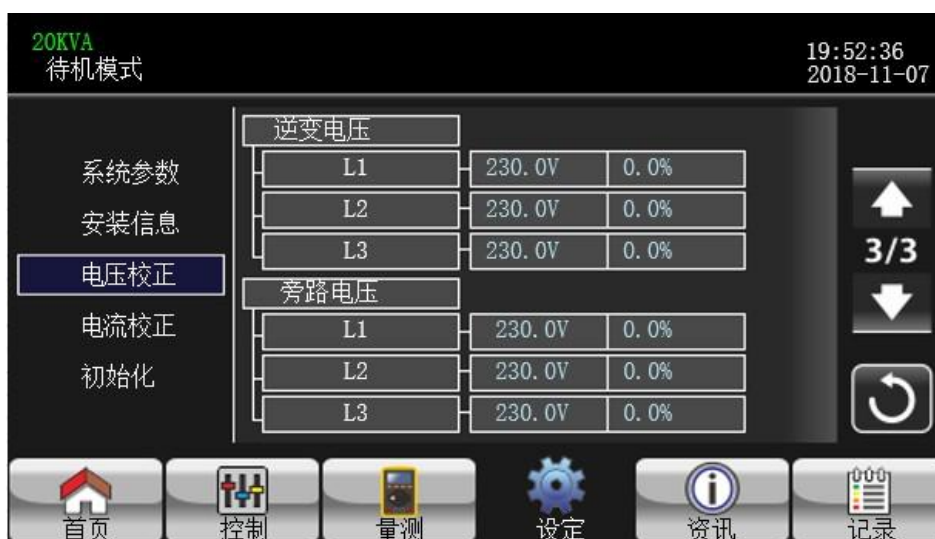 20KVA
待机模式
19:52:36
2018-11-07
系统参数
安装信息
电压校正
电流校正
初始化
逆变电压
L1 230.0V 0.0%
L2 230.0V 0.0%
L3 230.0V 0.0%
旁路电压
L1 230.0V 0.0%
L2 230.0V 0.0%
L3 230.0V 0.0%
3/3
首页 控制 量测 设定 资讯 记录